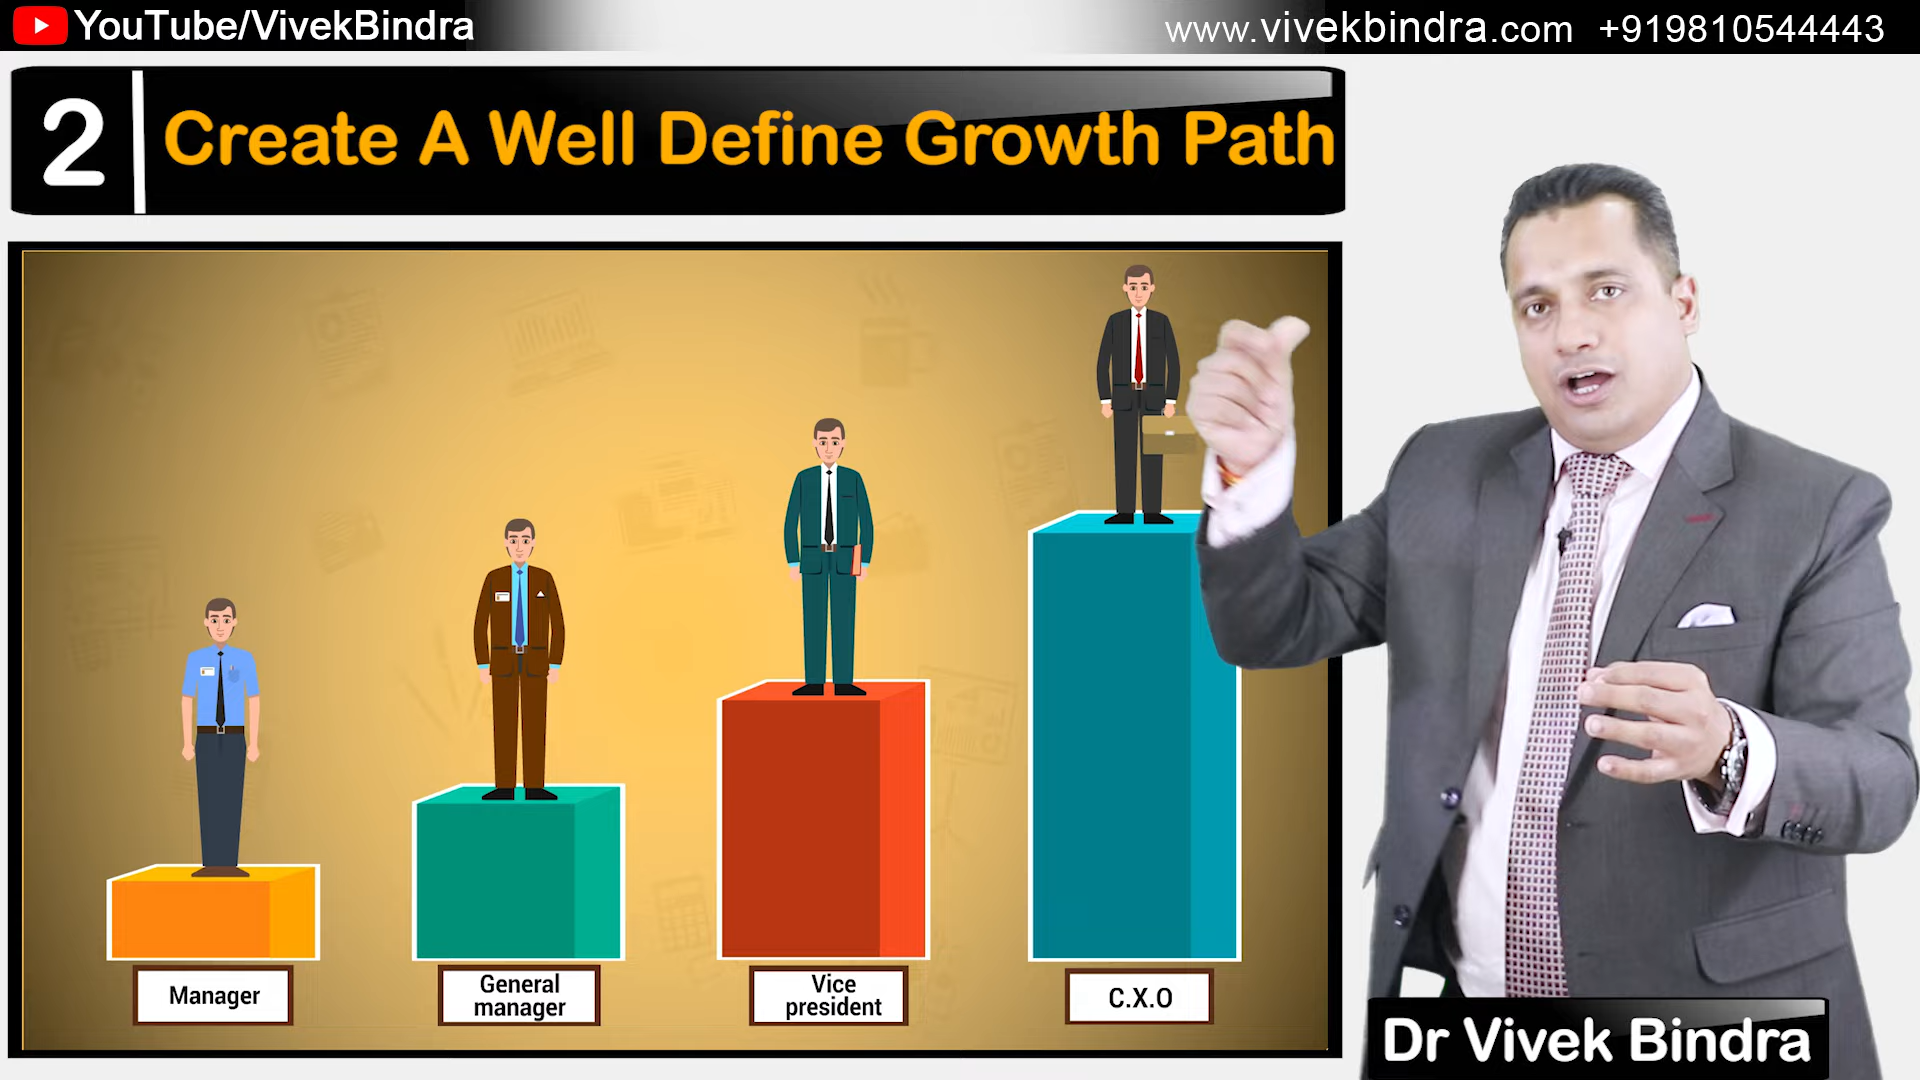 YouTube/VivekBindra
www.vivekbindra.com +919810544443
2
Create A Well Define Growth Path
Manager
General
manager
Vice
president
C.X.O
Dr Vivek Bindra